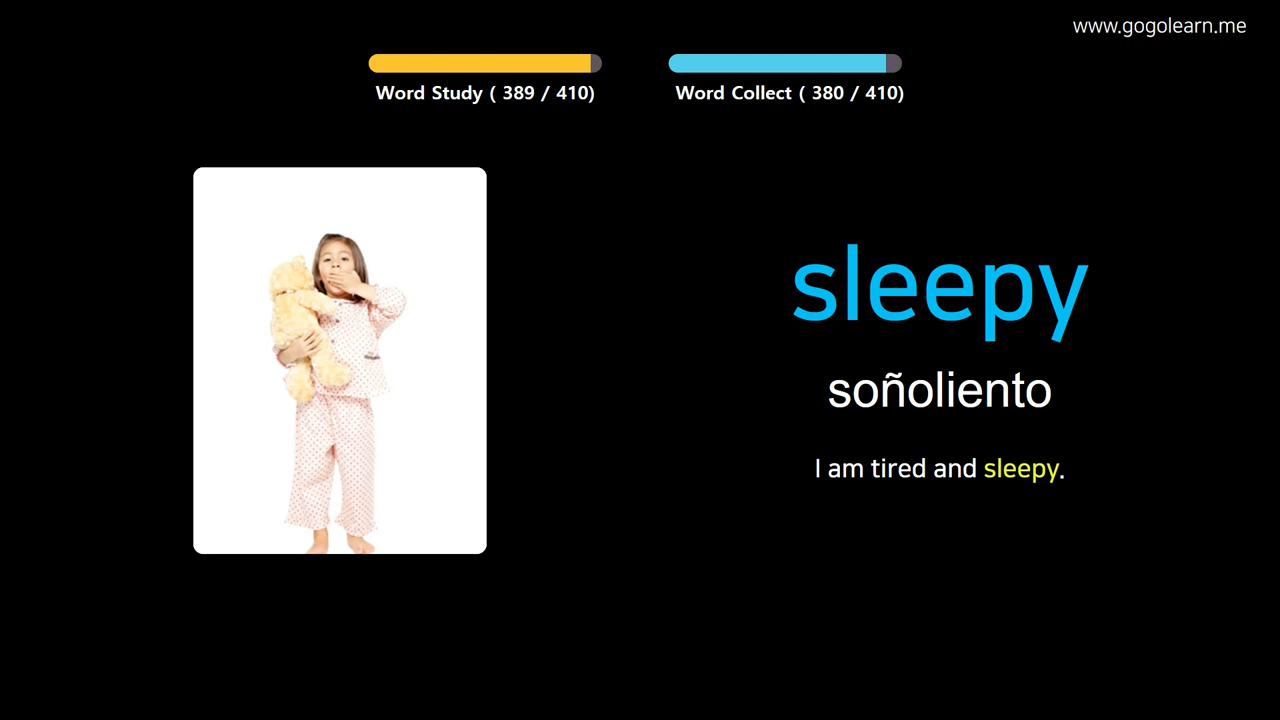 www.gogolearn.me
Word Study ( 389 / 410)
Word Collect ( 380 / 410)
sleepy
soñoliento
I am tired and sleepy.